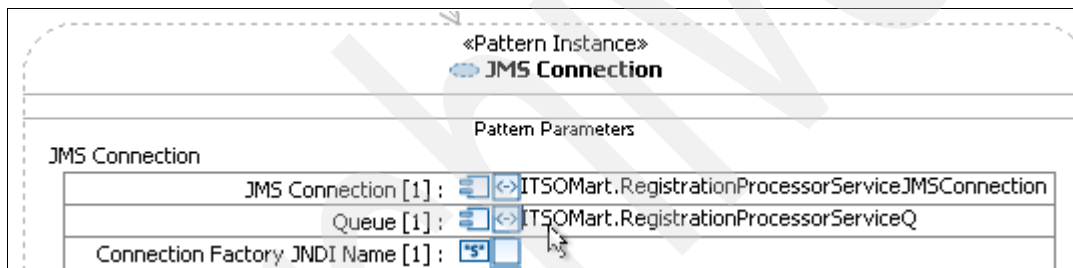 «Pattern Instance»
JMS Connection
Pattern Parameters
JMS Connection
JMS Connection [1] : ITSOMart.RegistrationProcessorServiceJMSConnection
Queue [1] : ITSOMart.RegistrationProcessorServiceQ
Connection Factory JNDI Name [1] : "S"